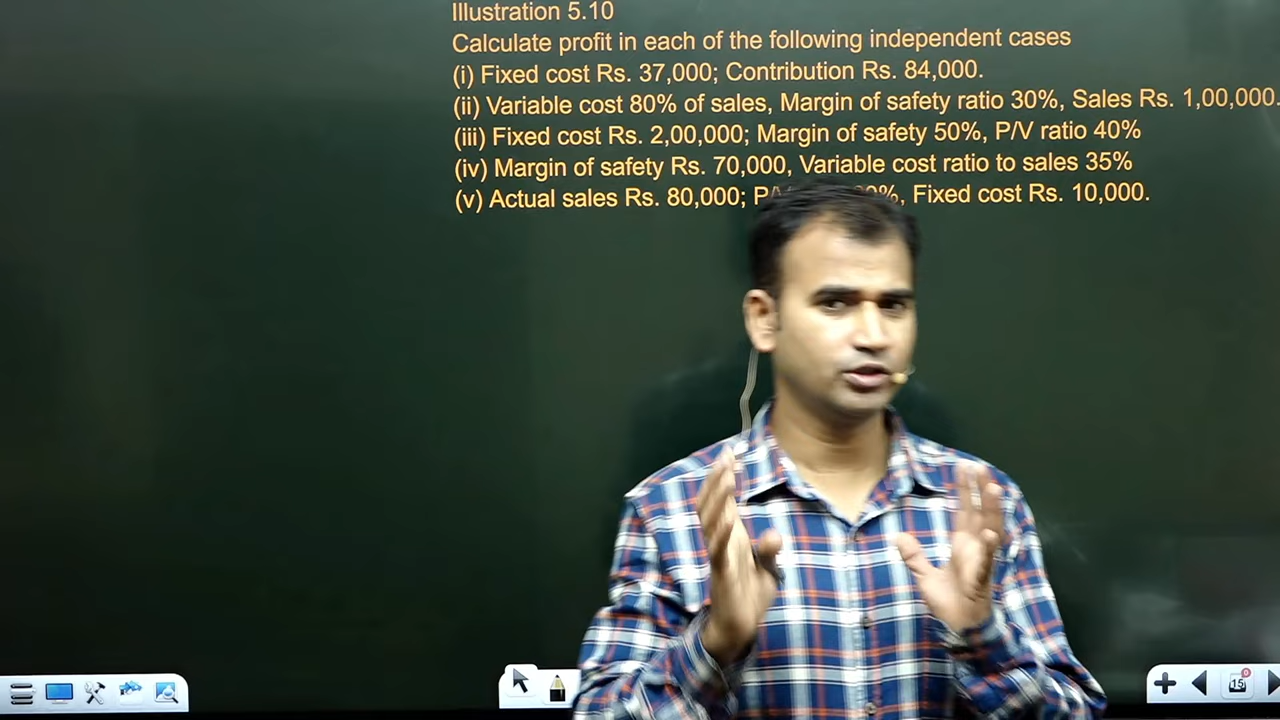 Illustration 5.10
Calculate profit in each of the following independent cases
(i) Fixed cost Rs. 37,000; Contribution Rs. 84,000.
(ii) Variable cost 80% of sales, Margin of safety ratio 30%, Sales Rs. 1,00,000.
(iii) Fixed cost Rs. 2,00,000; Margin of safety 50%, P/V ratio 40%
(iv) Margin of safety Rs. 70,000, Variable cost ratio to sales 35%
(v) Actual sales Rs. 80,000; Fixed cost Rs. 10,000.
15